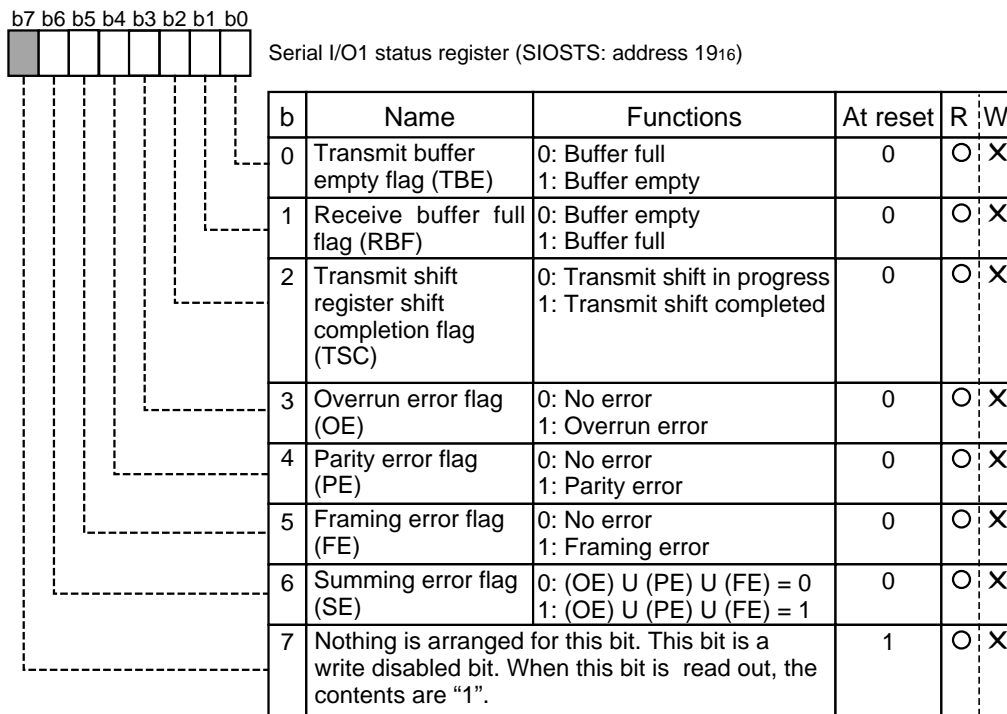 b7 b6 b5 b4 b3 b2 b1 b0
Serial I/O1 status register (SIOSTS: address 1916)
b Name Functions At reset R W
0 Transmit buffer 0: Buffer full 0 O X
empty flag (TBE) 1: Buffer empty
1 Receive buffer full 0: Buffer empty 0 O X
flag (RBF) 1: Buffer full
2 Transmit shift 0: Transmit shift in progress 0 O X
register shift 1: Transmit shift completed
completion flag
(TSC)
3 Overrun error flag 0: No error 0 O X
(OE) 1: Overrun error
4 Parity error flag 0: No error 0 O X
(PE) 1: Parity error
5 Framing error flag 0: No error 0 O X
(FE) 1: Framing error
6 Summing error flag 0: (OE) U (PE) U (FE) = 0 0 O X
(SE) 1: (OE) U (PE) U (FE) = 1
7 Nothing is arranged for this bit. This bit is a 1 O X
write disabled bit. When this bit is read out, the
contents are “1”.